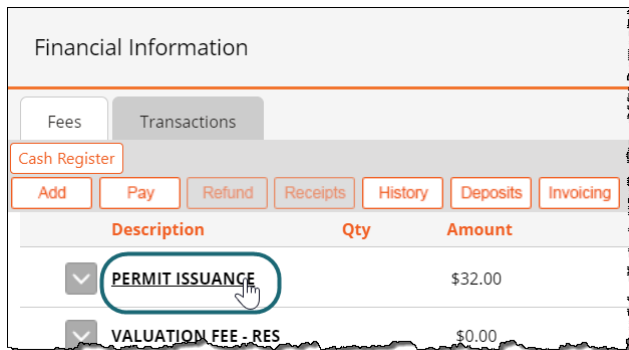 Financial Information
Fees Transactions
Cash Register
Add Pay Refund Receipts History Deposits Invoicing
Description Qty Amount
PERMIT ISSUANCE $32.00
VALUATION FEE - RES $0.00